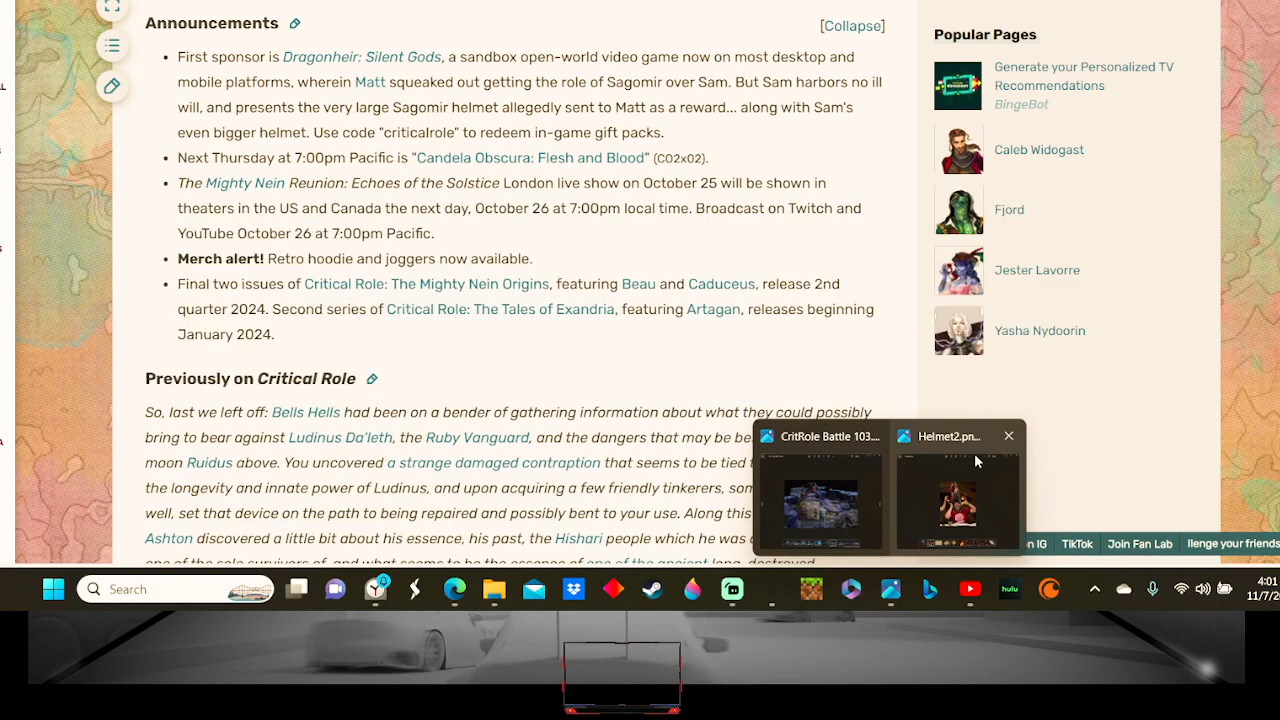 Announcements
[Collapse]
First sponsor is Dragonheir: Silent Gods, a sandbox open-world video game now on most desktop and
mobile platforms, wherein Matt squeaked out getting the role of Sagomir over Sam. But Sam harbors no ill
will, and presents the very large Sagomir helmet allegedly sent to Matt as a reward... along with Sam's
even bigger helmet. Use code "criticalrole" to redeem in-game gift packs.
Next Thursday at 7:00pm Pacific is "Candela Obscura: Flesh and Blood" (CO2x02).
The Mighty Nein Reunion: Echoes of the Solstice London live show on October 25 will be shown in
theaters in the US and Canada the next day, October 26 at 7:00pm local time. Broadcast on Twitch and
YouTube October 26 at 7:00pm Pacific.
Merch alert! Retro hoodie and joggers now available.
Final two issues of Critical Role: The Mighty Nein Origins, featuring Beau and Caduceus, release 2nd
quarter 2024. Second series of Critical Role: The Tales of Exandria, featuring Artagan, releases beginning
January 2024.
Previously on Critical Role
So, last we left off: Bells Hells had been on a bender of gathering information about what they could possibly
bring to bear against Ludinus Da'leth, the Ruby Vanguard, and the dangers that may be
moon Ruidus above. You uncovered a strange damaged contraption that seems to be tied
the longevity and innate power of Ludinus, and upon acquiring a few friendly tinkerers,
well, set that device on the path to being repaired and possibly bent to your use. Along this
Ashton discovered a little bit about his essence, his past, the Hishari people which he was
Popular Pages
Generate your Personalized TV
Recommendations
BingeBot
Caleb Widogast
Fjord
Jester Lavorre
Yasha Nydoorin
CritRole Battle 103...
Helmet2.pn...
on IG
TikTok
Join Fan Lab
llenge your friends
Search
hulu
4:01
11/7/2